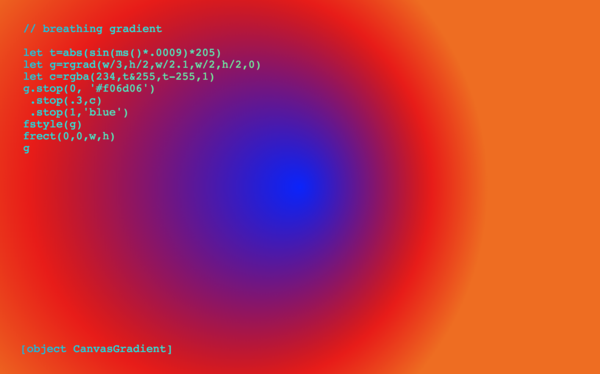 // breathing gradient
let t=abs(sin(ms()*.0009)*205)
let g=rgrad(w/3,h/2,w/2.1,w/2,h/2,0)
let c=rgba(234,t&255,t-255,1)
g.stop(0, '#f06d06')
 .stop(.3,c)
 .stop(1,'blue')
fstyle(g)
frect(0,0,w,h)
g
[object CanvasGradient]